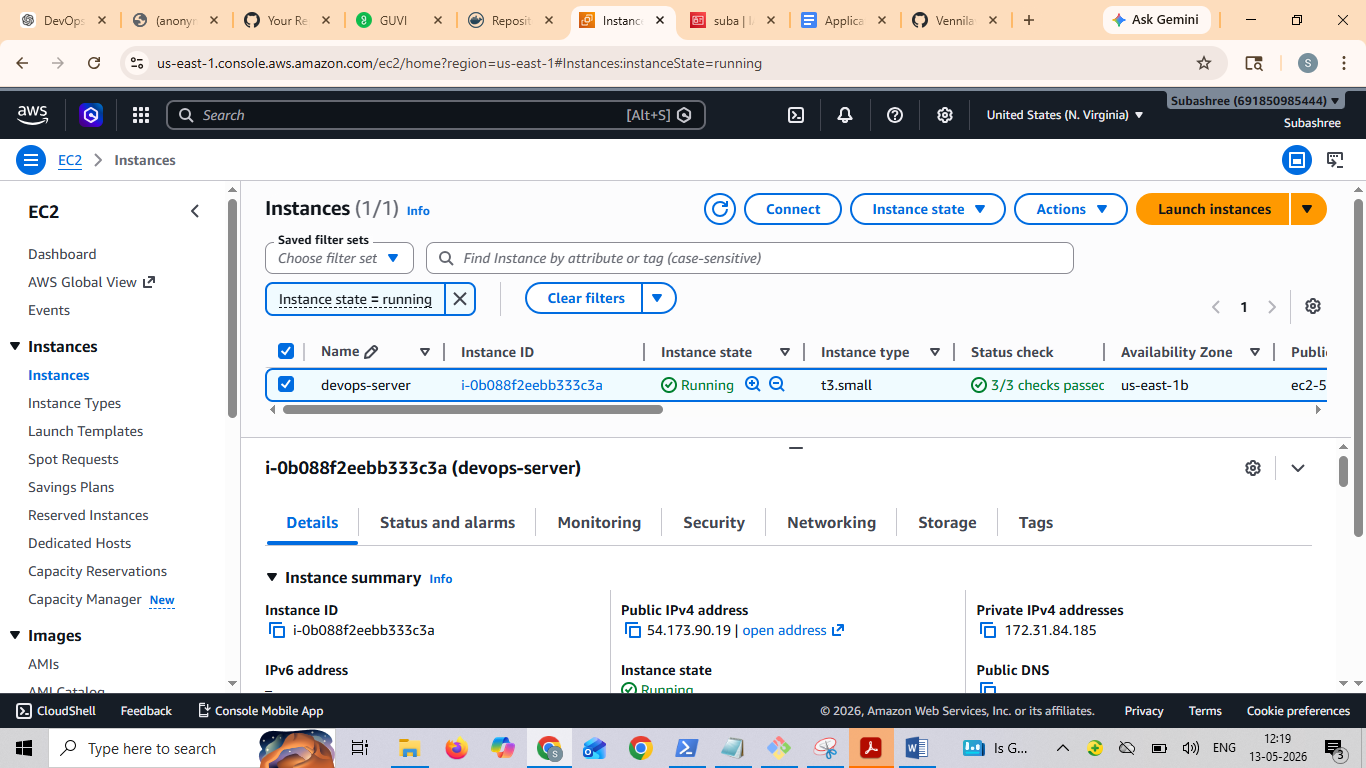 DevOps
(anonyn
Your Re
GUVI
Reposit
Instanc
suba | l
Applica
Vennila
Ask Gemini
us-east-1.console.aws.amazon.com/ec2/home?region=us-east-1#Instances:instanceState=running
S
aws
Search
[Alt+S]
United States (N. Virginia)
Subashree (691850985444)
Subashree
EC2
Instances
EC2
Dashboard
AWS Global View
Events
Instances
Instances
Instance Types
Launch Templates
Spot Requests
Savings Plans
Reserved Instances
Dedicated Hosts
Capacity Reservations
Capacity Manager New
Images
AMIs
AMI Catalog
Instances (1/1) Info
Connect
Instance state
Actions
Launch instances
Saved filter sets
Choose filter set
Find Instance by attribute or tag (case-sensitive)
Instance state = running
Clear filters
1
Name
Instance ID
Instance state
Instance type
Status check
Availability Zone
Public
devops-server
i-0b088f2eebb333c3a
Running
t3.small
3/3 checks passec
us-east-1b
ec2-5
i-0b088f2eebb333c3a (devops-server)
Details
Status and alarms
Monitoring
Security
Networking
Storage
Tags
Instance summary Info
Instance ID
i-0b088f2eebb333c3a
Public IPv4 address
54.173.90.19 | open address
Private IPv4 addresses
172.31.84.185
IPv6 address
–
Instance state
Running
Public DNS
CloudShell
Feedback
Console Mobile App
© 2026, Amazon Web Services, Inc. or its affiliates.
Privacy
Terms
Cookie preferences
Type here to search
Is G...
ENG
12:19
13-05-2026
3